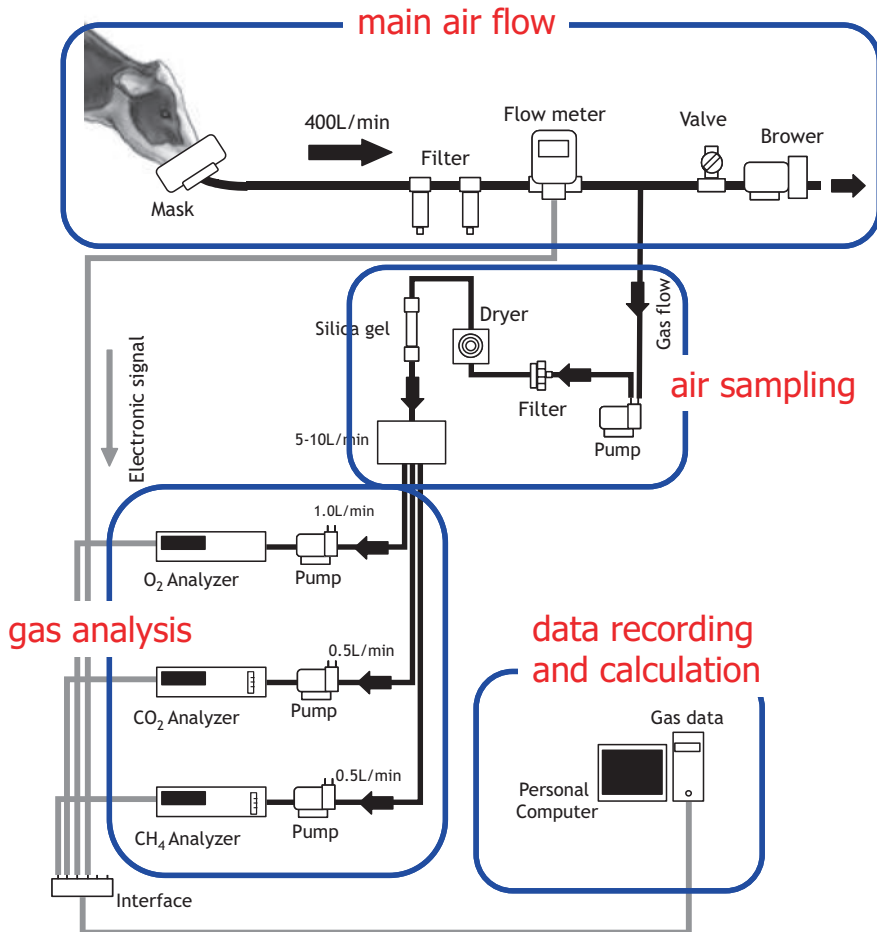 main air flow
400L/min
Flow meter
Valve
Brower
Filter
Mask
Silica gel
Dryer
Gas flow
air sampling
Filter
Pump
5-10L/min
Electronic signal
1.0L/min
O₂ Analyzer
Pump
gas analysis
0.5L/min
CO₂ Analyzer
Pump
0.5L/min
CH₄ Analyzer
Pump
Interface
data recording
and calculation
Gas data
Personal
Computer